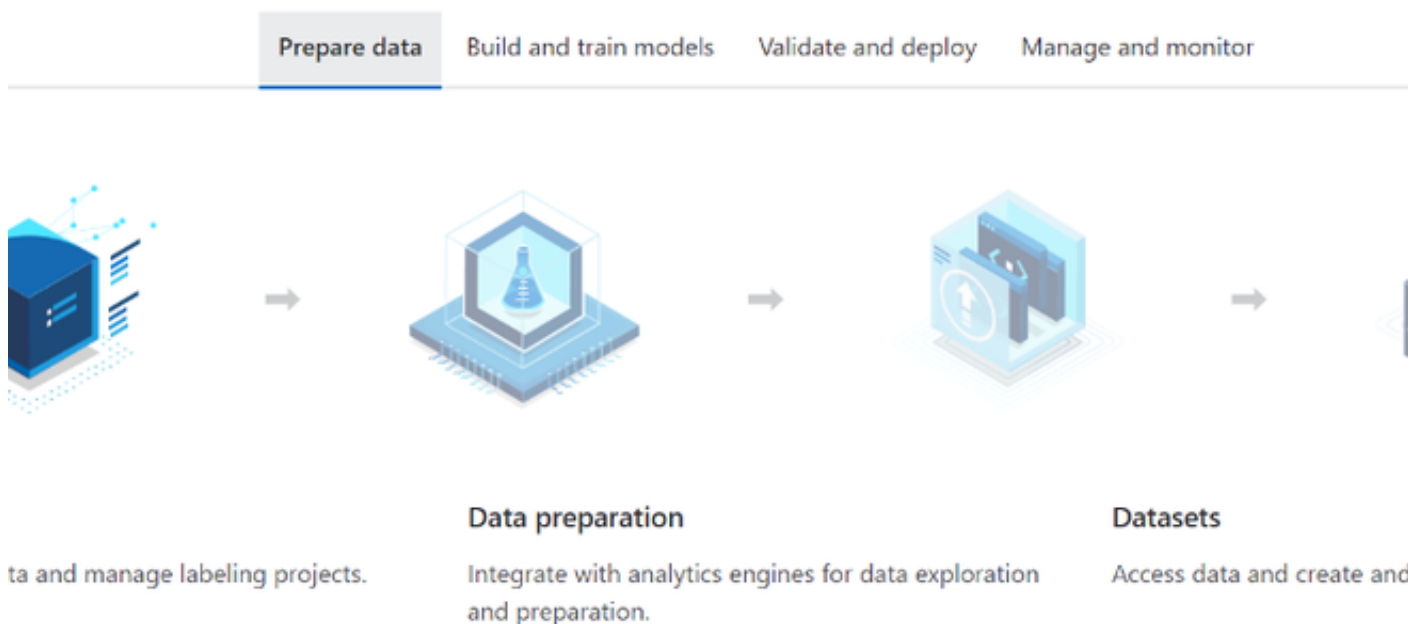 Prepare data Build and train models Validate and deploy Manage and monitor
Data preparation Datasets
ta and manage labeling projects. Integrate with analytics engines for data exploration Access data and create and
and preparation.